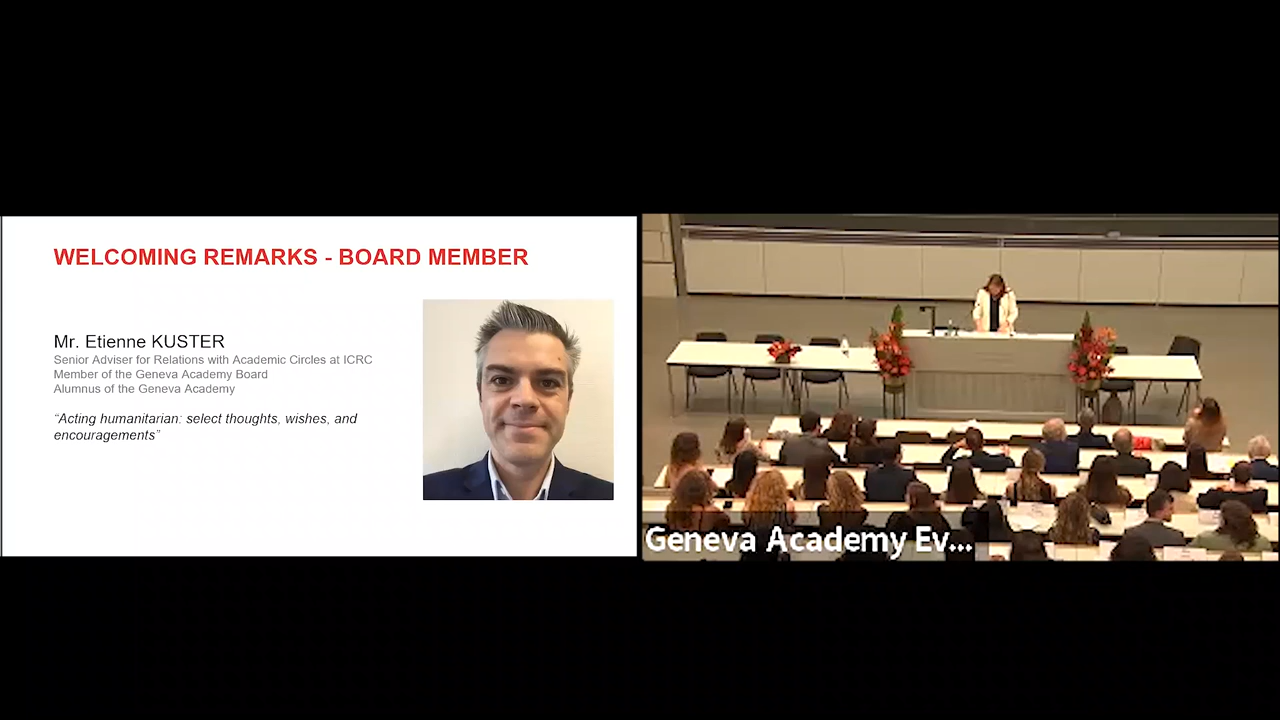 WELCOMING REMARKS - BOARD MEMBER
Mr. Etienne KUSTER
Senior Adviser for Relations with Academic Circles at ICRC
Member of the Geneva Academy Board
Alumnus of the Geneva Academy
“Acting humanitarian: select thoughts, wishes, and
encouragements”
Geneva Academy Ev...